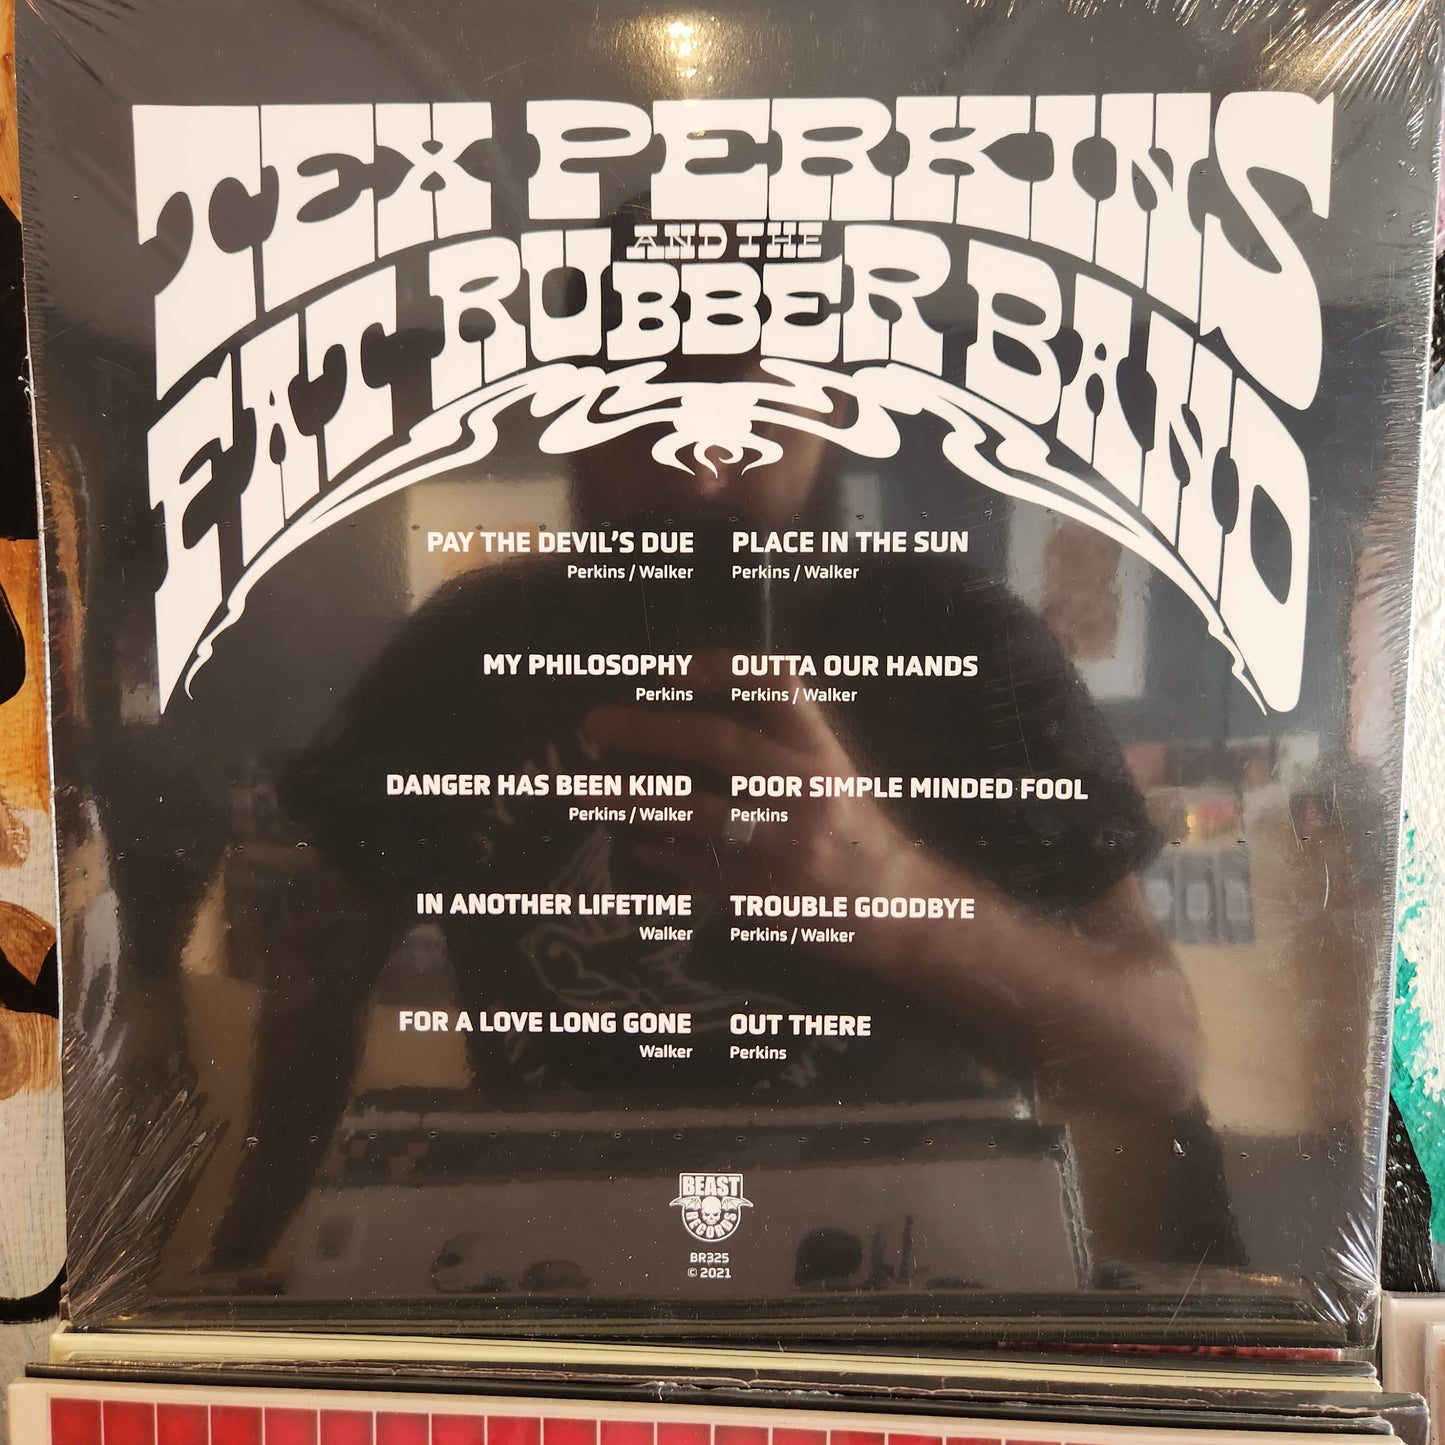 TEX PERKINS
AND THE
FAT RUBBER BAND
PAY THE DEVIL'S DUE
Perkins / Walker
MY PHILOSOPHY
Perkins
DANGER HAS BEEN KIND
Perkins / Walker
IN ANOTHER LIFETIME
Walker
FOR A LOVE LONG GONE
Walker
PLACE IN THE SUN
Perkins / Walker
OUTTA OUR HANDS
Perkins / Walker
POOR SIMPLE MINDED FOOL
Perkins
TROUBLE GOODBYE
Perkins / Walker
OUT THERE
Perkins
BEAST
RECORDS
BR325
© 2021